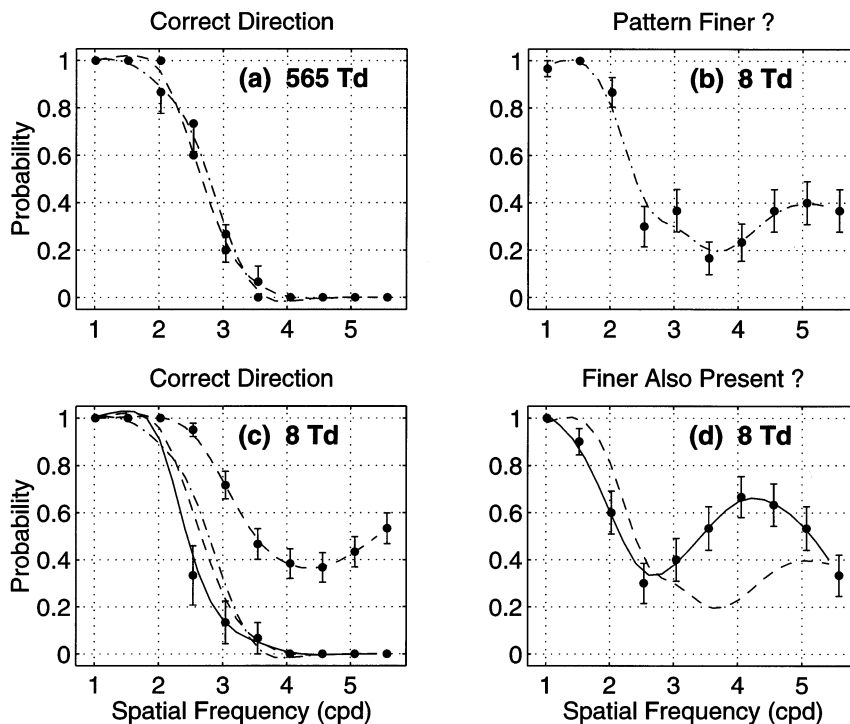 Correct Direction
(a) 565 Td
Probability
1
0.8
0.6
0.4
0.2
0
1 2 3 4 5
Pattern Finer ?
(b) 8 Td
1
0.8
0.6
0.4
0.2
0
1 2 3 4 5
Correct Direction
(c) 8 Td
Probability
1
0.8
0.6
0.4
0.2
0
1 2 3 4 5
Spatial Frequency (cpd)
Finer Also Present ?
(d) 8 Td
1
0.8
0.6
0.4
0.2
0
1 2 3 4 5
Spatial Frequency (cpd)